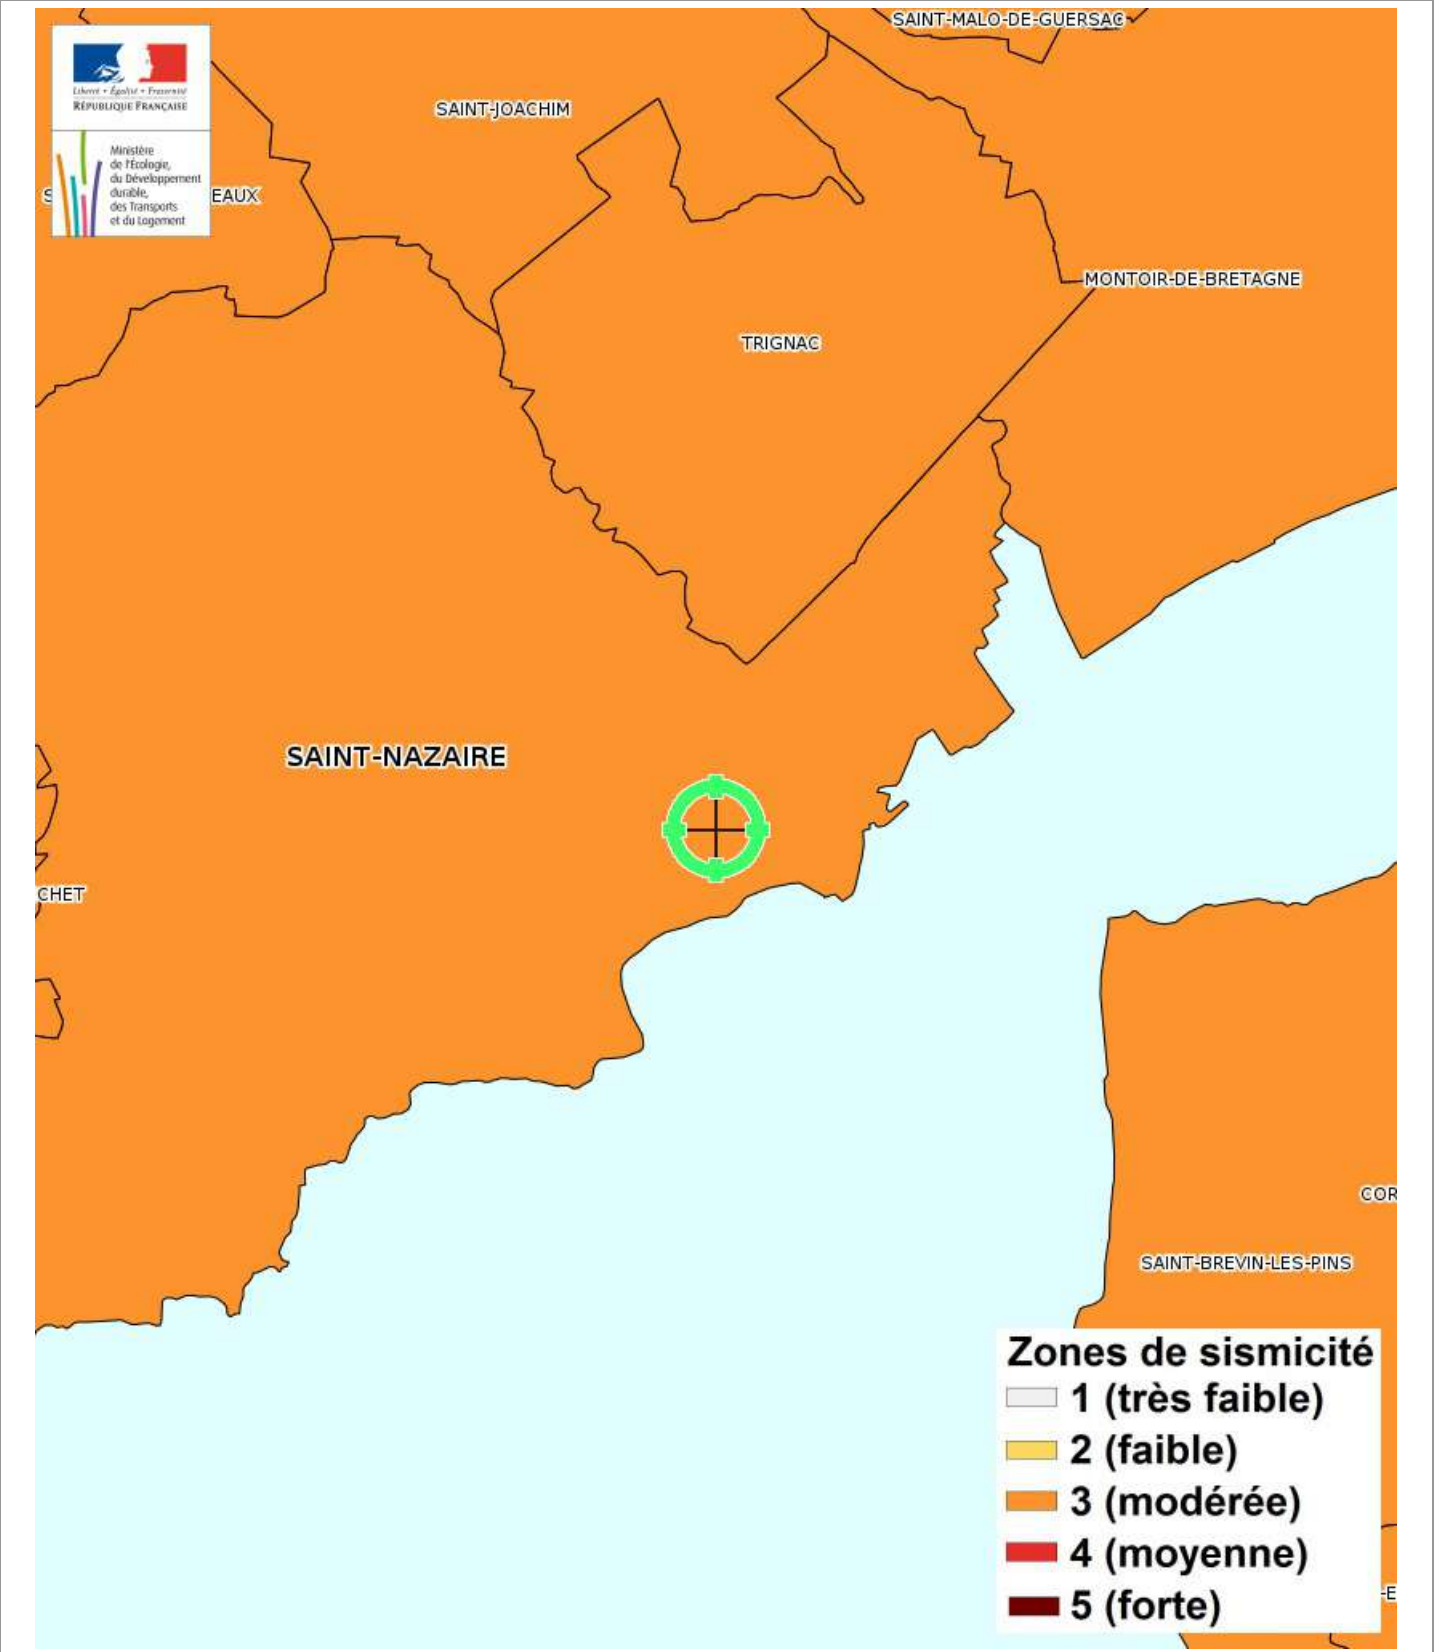 SAINT-MALO-DE-GUERSAC
Liberté • Égalité • Fraternité
RÉPUBLIQUE FRANÇAISE
SAINT-JOACHIM
Ministère
de l'Écologie,
du Développement
durable,
des Transports
et du Logement
S
EAUX
MONTOIR-DE-BRETAGNE
TRIGNAC
SAINT-NAZAIRE
CHET
COR
SAINT-BREVIN-LES-PINS
Zones de sismicité
1 (très faible)
2 (faible)
3 (modérée)
4 (moyenne)
5 (forte)
-E